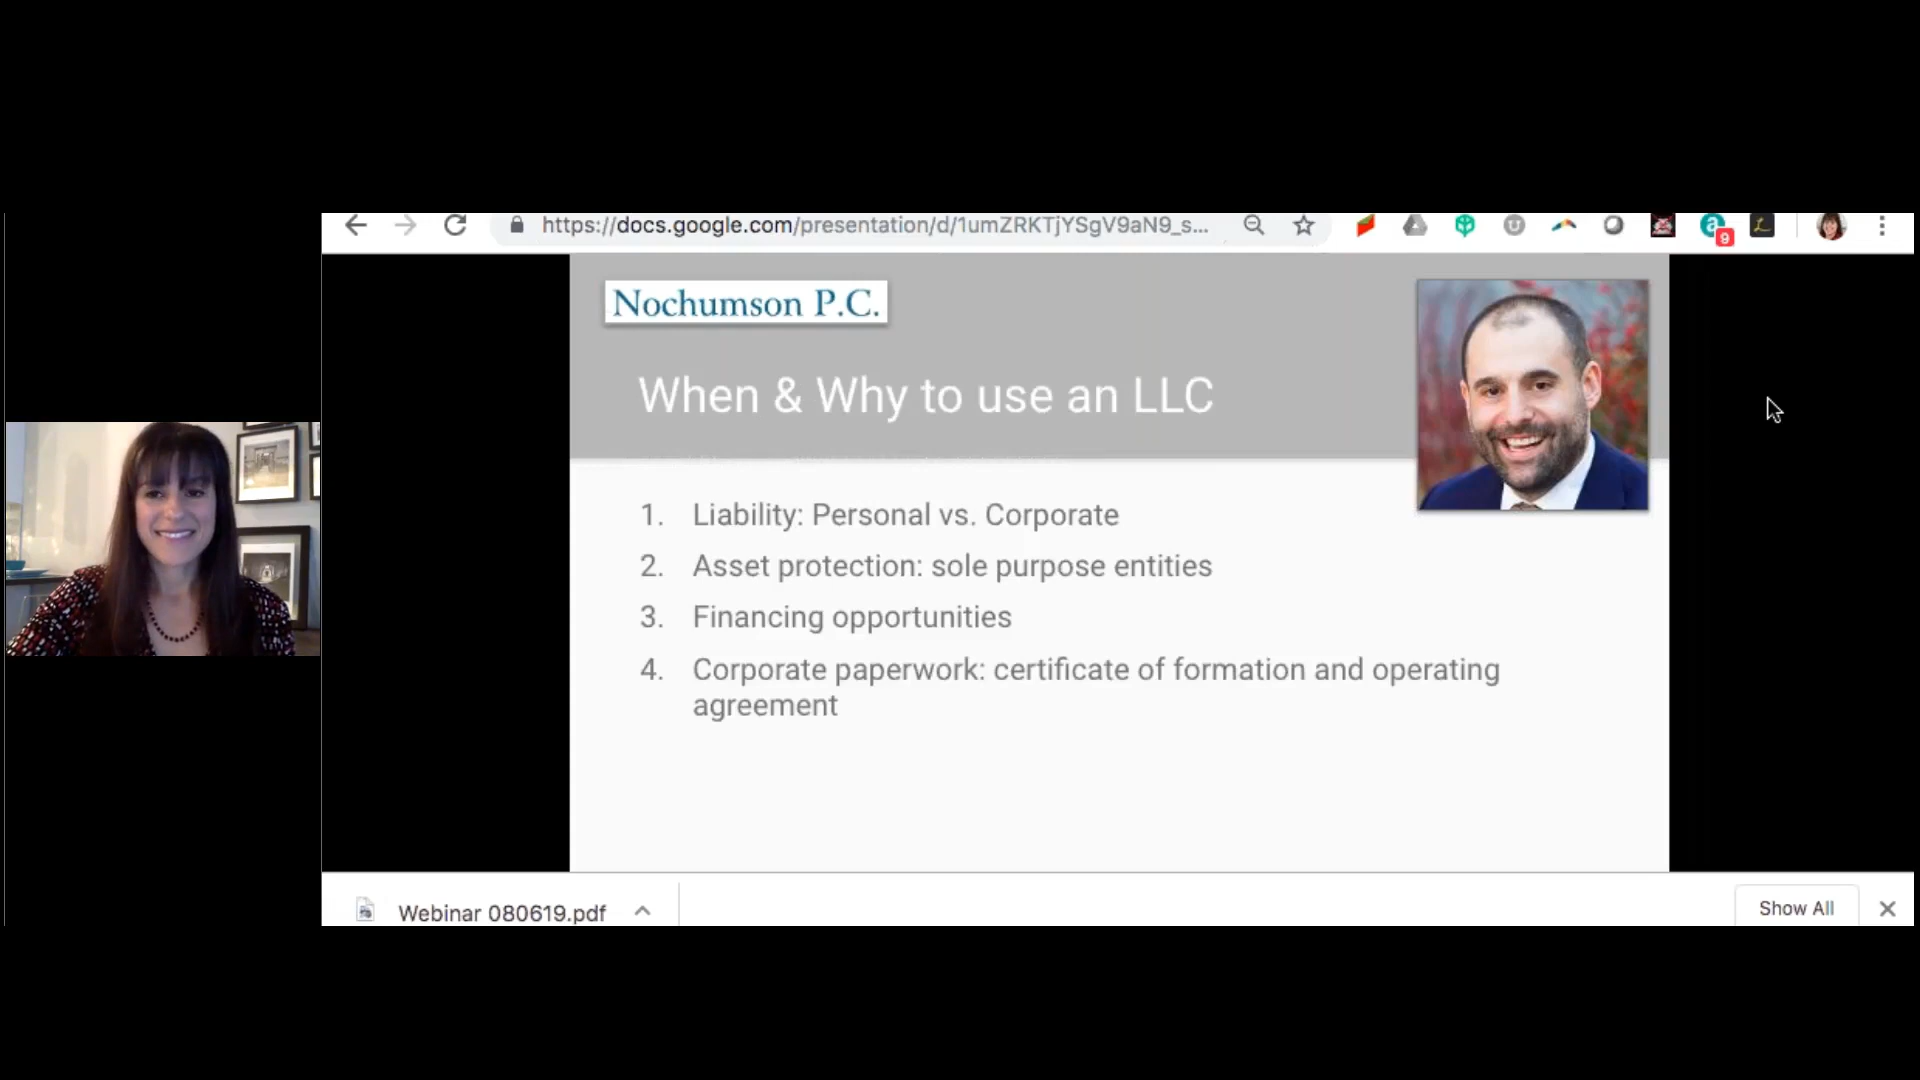 https://docs.google.com/presentation/d/1umZRKTjYSgV9aN9_s...
a
9
L
Nochumson P.C.
When & Why to use an LLC
1. Liability: Personal vs. Corporate
2. Asset protection: sole purpose entities
3. Financing opportunities
4. Corporate paperwork: certificate of formation and operating
agreement
Webinar 080619.pdf
Show All